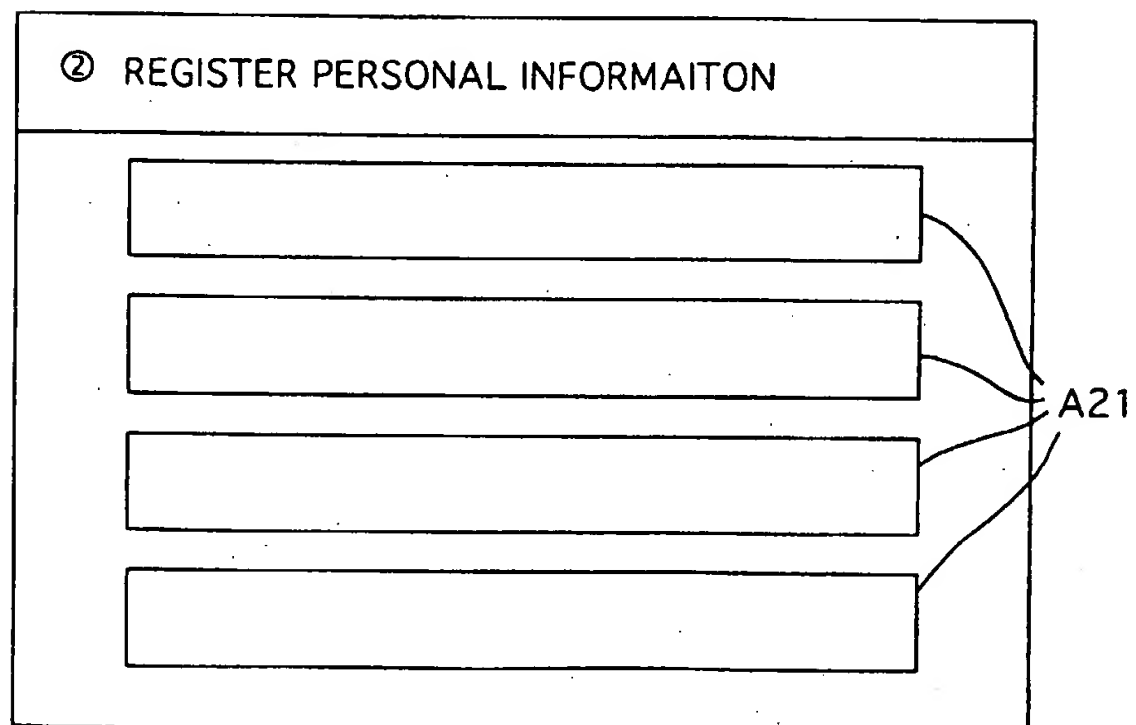 ② REGISTER PERSONAL INFORMAITON
A21